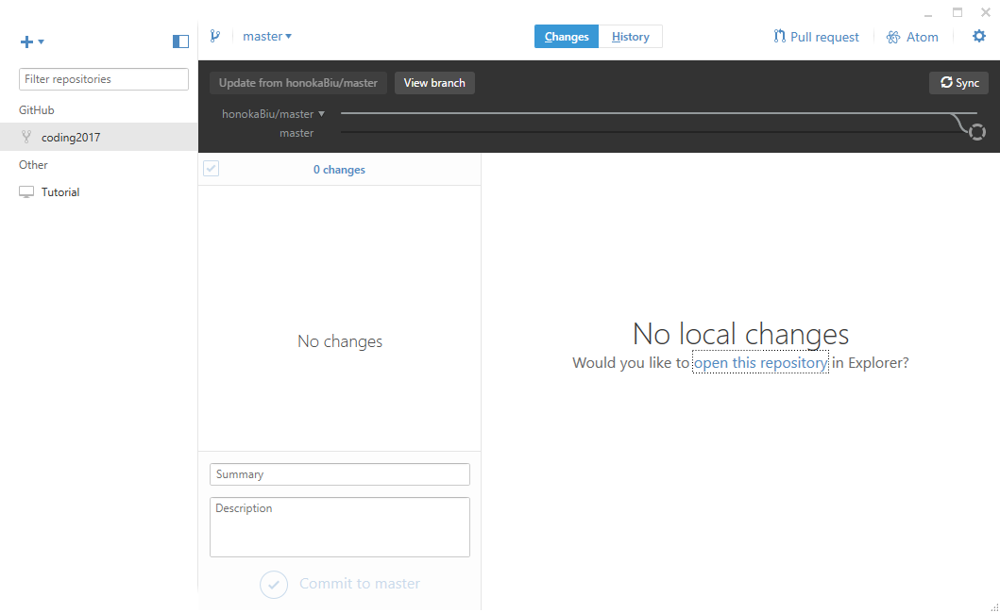 master
Changes
History
Pull request
Atom
Filter repositories
GitHub
coding2017
Other
Tutorial
Update from honokaBiu/master
View branch
Sync
honokaBiu/master
master
0 changes
No changes
No local changes
Would you like to open this repository in Explorer?
Summary
Description
Commit to master